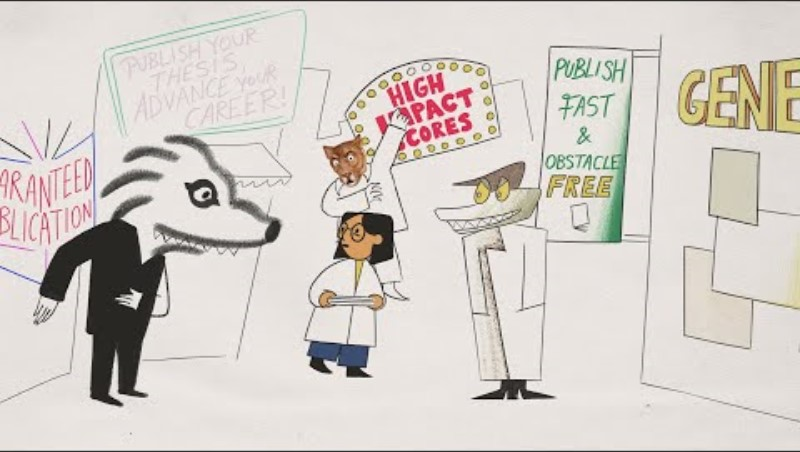 ARANTEED
BLICATION
PUBLISH YOUR
THESIS,
ADVANCE YOUR
CAREER!
HIGH
IMPACT
SCORES
PUBLISH
FAST
&
OBSTACLE
FREE
GENE